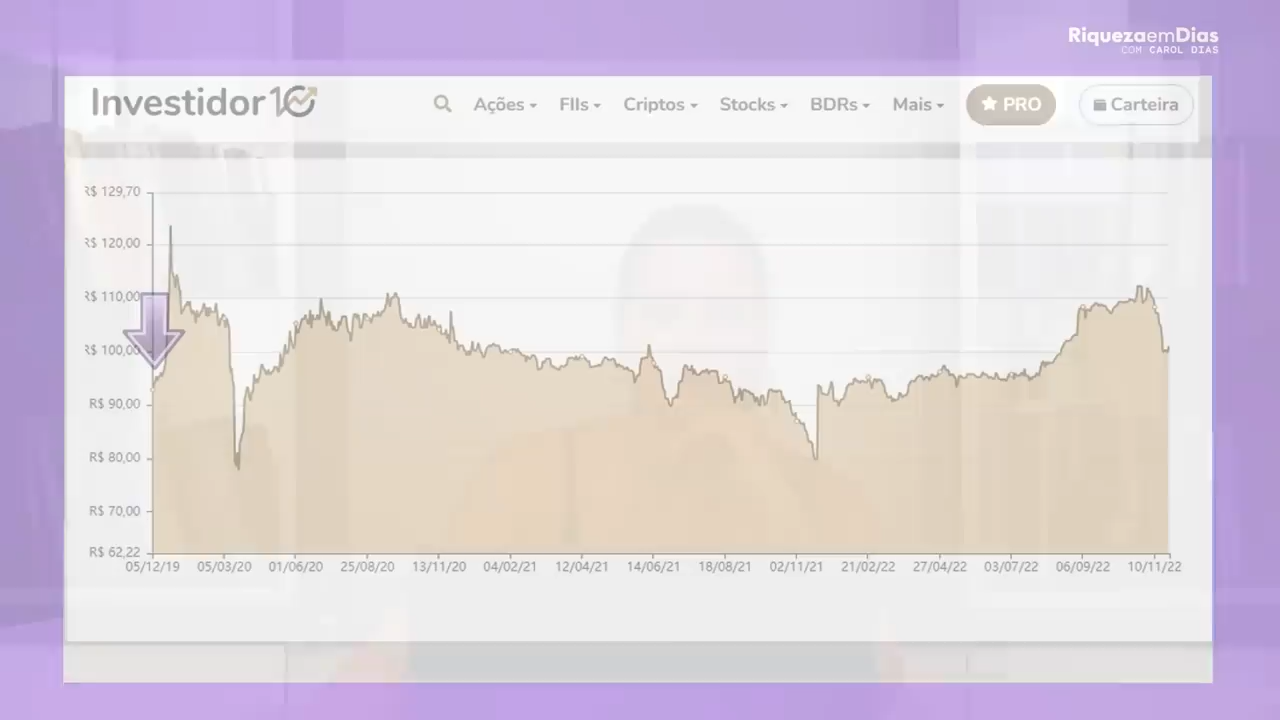 RiquezaemDias
COM CAROL DIAS
Investidor10
Ações FIIs Criptos Stocks BDRs Mais PRO Carteira
R$ 129,70
R$ 120,00
R$ 110,00
R$ 100,00
R$ 90,00
R$ 80,00
R$ 70,00
R$ 62,22
05/12/19 05/03/20 01/06/20 25/08/20 13/11/20 04/02/21 12/04/21 14/06/21 18/08/21 02/11/21 21/02/22 27/04/22 03/07/22 06/09/22 10/11/22